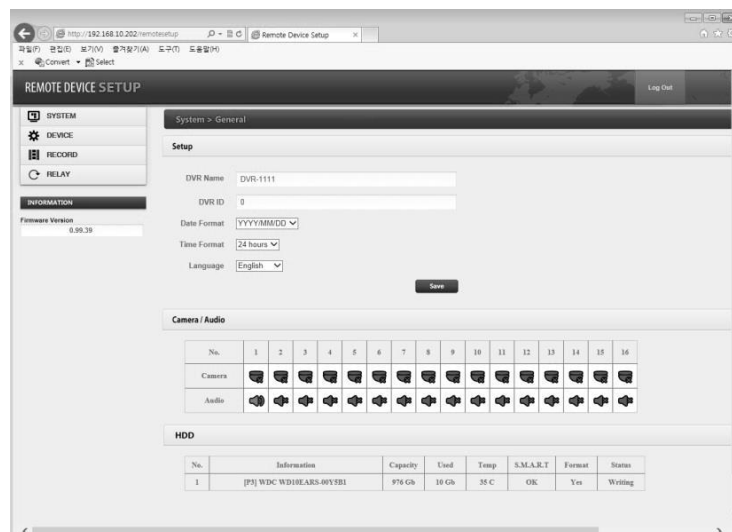 http://192.168.10.202/remotesetup
Remote Device Setup
파일(F) 편집(E) 보기(V) 즐겨찾기(A) 도구(T) 도움말(H)
x Convert Select
REMOTE DEVICE SETUP
Log Out
SYSTEM
DEVICE
RECORD
RELAY
INFORMATION
Firmware Version
0.99.39
System > General
Setup
DVR Name DVR-1111
DVR ID 0
Date Format YYYY/MM/DD
Time Format 24 hours
Language English
Save
Camera / Audio
No. 1 2 3 4 5 6 7 8 9 10 11 12 13 14 15 16
Camera
Audio
HDD
No. Information Capacity Used Temp S.M.A.R.T Format Status
1 [P3] WDC WD10EARS-00Y5B1 976 Gb 10 Gb 35 C OK Yes Writing